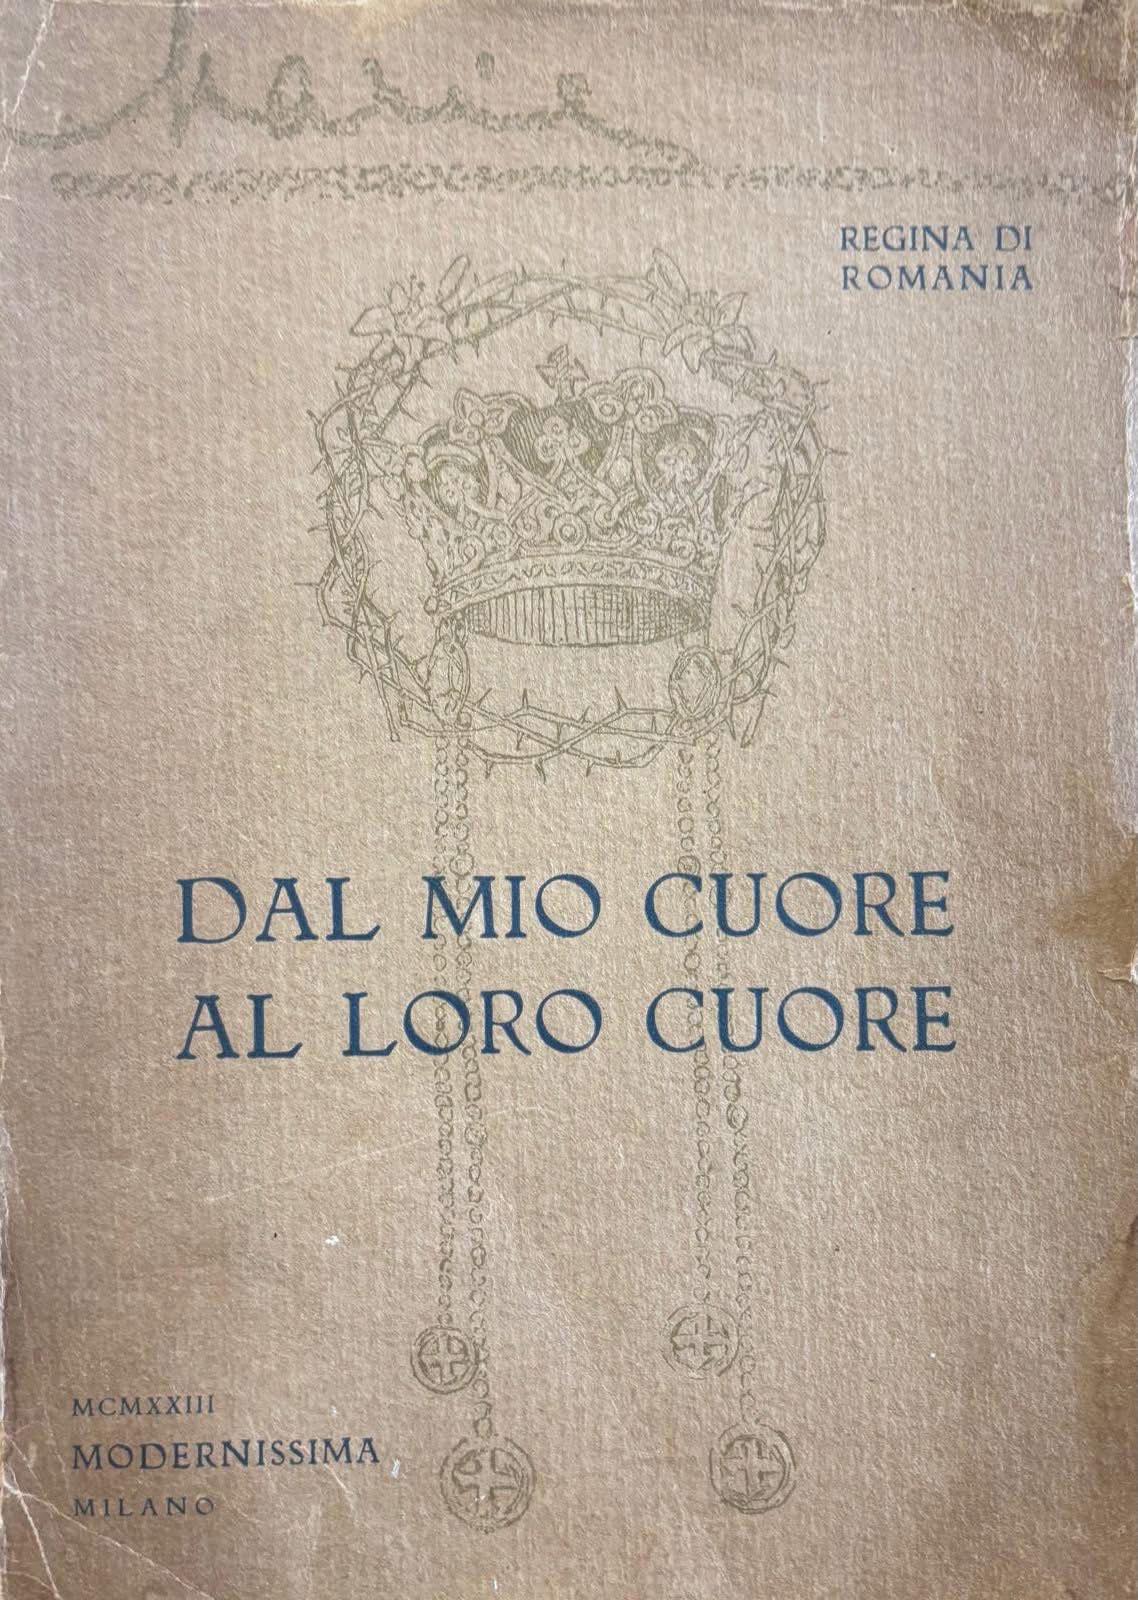 Marie
REGINA DI
ROMANIA
DAL MIO CUORE
AL LORO CUORE
MCMXXIII
MODERNISSIMA
MILANO